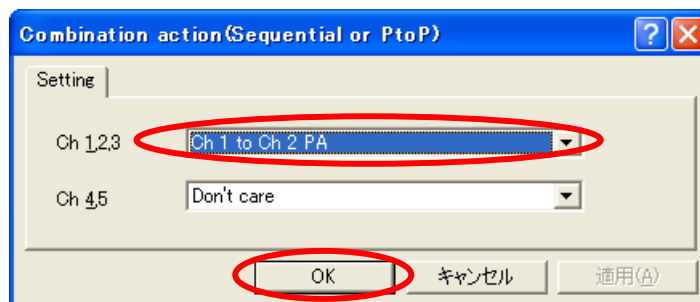 Combination action(Sequential or PtoP)
Setting
Ch 1,2,3 Ch 1 to Ch 2 PA
Ch 4,5 Don't care
OK キャンセル 適用(A)